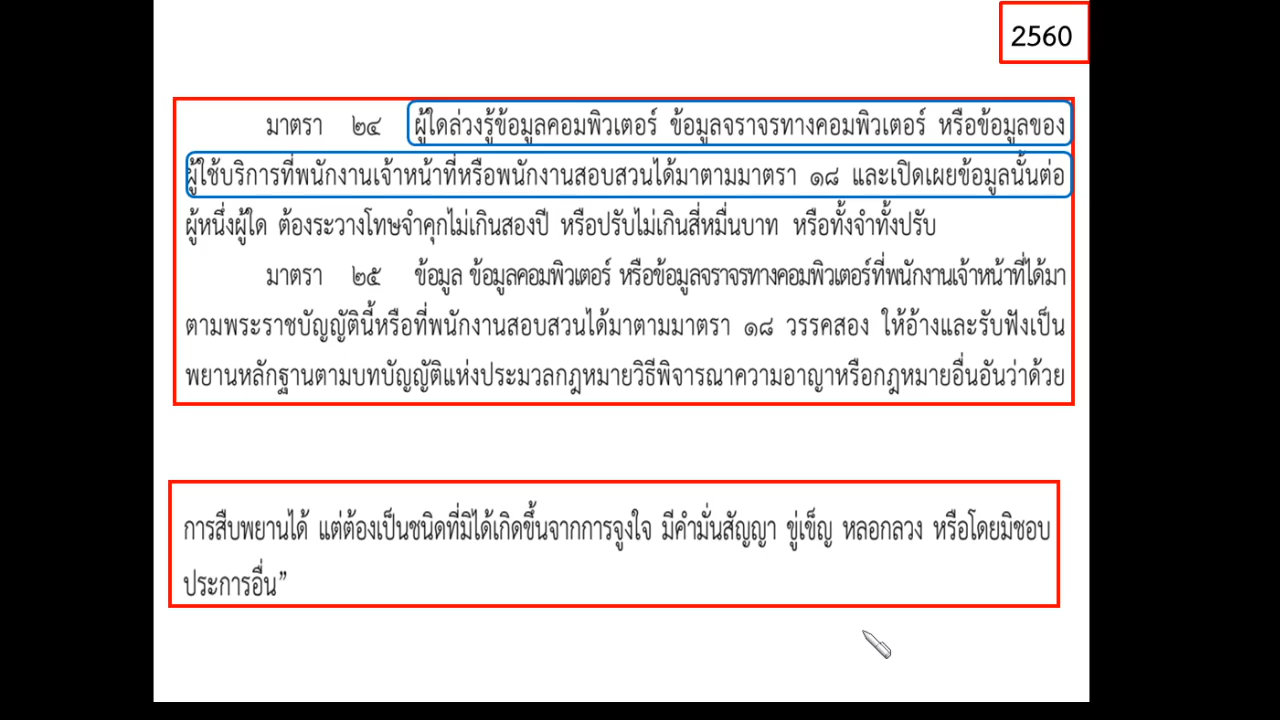 2560
มาตรา ๒๔ ผู้ใดล่วงรู้ข้อมูลคอมพิวเตอร์ ข้อมูลจราจรทางคอมพิวเตอร์ หรือข้อมูลของ
ผู้ใช้บริการที่พนักงานเจ้าหน้าที่หรือพนักงานสอบสวนได้มาตามมาตรา ๑๘ และเปิดเผยข้อมูลนั้นต่อ
ผู้หนึ่งผู้ใด ต้องระวางโทษจำคุกไม่เกินสองปี หรือปรับไม่เกินสี่หมื่นบาท หรือทั้งจำทั้งปรับ
มาตรา ๒๕ ข้อมูล ข้อมูลคอมพิวเตอร์ หรือข้อมูลจราจรทางคอมพิวเตอร์ที่พนักงานเจ้าหน้าที่ได้มา
ตามพระราชบัญญัตินี้หรือที่พนักงานสอบสวนได้มาตามมาตรา ๑๘ วรรคสอง ให้อ้างและรับฟังเป็น
พยานหลักฐานตามบทบัญญัติแห่งประมวลกฎหมายวิธีพิจารณาความอาญาหรือกฎหมายอื่นอันว่าด้วย
การสืบพยานได้ แต่ต้องเป็นชนิดที่มิได้เกิดขึ้นจากการจูงใจ มีคำมั่นสัญญา ขู่เข็ญ หลอกลวง หรือโดยมิชอบ
ประการอื่น”